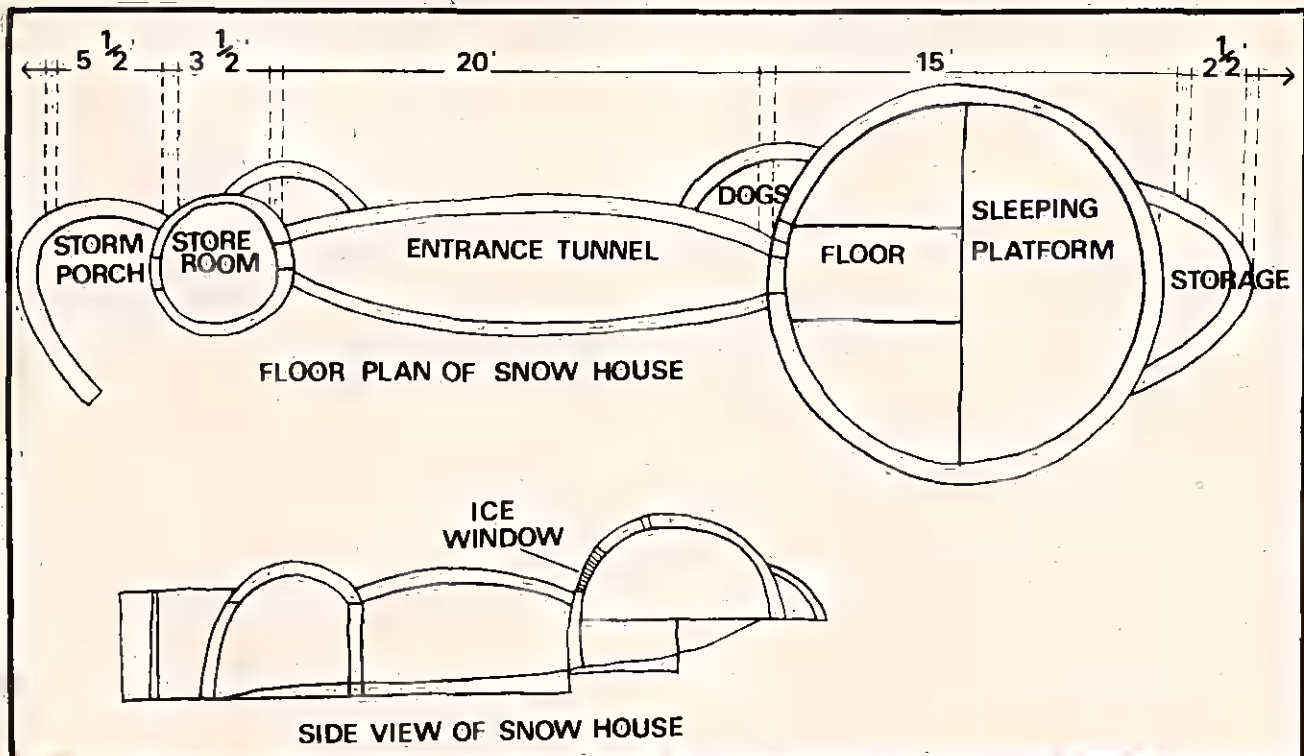 5 1/2' 3 1/2' 20' 15' 2 1/2'
STORM
PORCH
STORE
ROOM
ENTRANCE TUNNEL
DOGS
FLOOR
SLEEPING
PLATFORM
STORAGE
FLOOR PLAN OF SNOW HOUSE
ICE
WINDOW
SIDE VIEW OF SNOW HOUSE